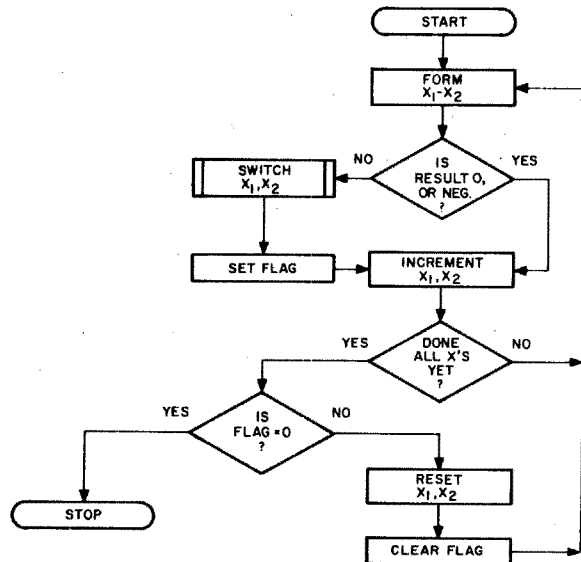 START
FORM
X₁-X₂
IS
RESULT 0,
OR NEG.
?
NO
YES
SWITCH
X₁,X₂
SET FLAG
INCREMENT
X₁,X₂
DONE
ALL X'S
YET
?
YES
NO
IS
FLAG=0
?
YES
NO
STOP
RESET
X₁,X₂
CLEAR FLAG